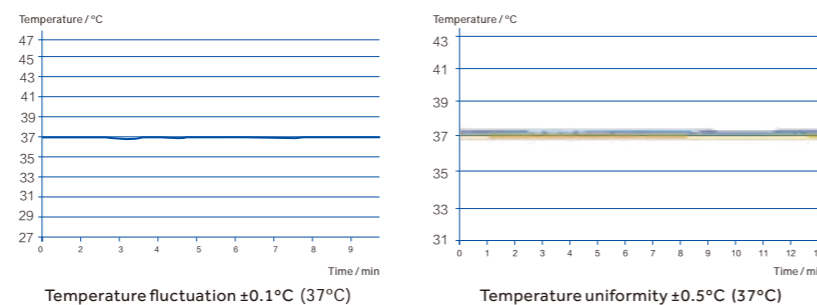 Temperature / °C
47
45
43
41
39
37
35
33
31
29
27
0 2 3 4 5 6 7 8 9
Time / min
Temperature fluctuation ±0.1°C (37°C)
Temperature / °C
43
41
39
37
35
33
31
0 1 2 3 4 5 6 7 8 9 10 11 12
Time / mi
Temperature uniformity ±0.5°C (37°C)